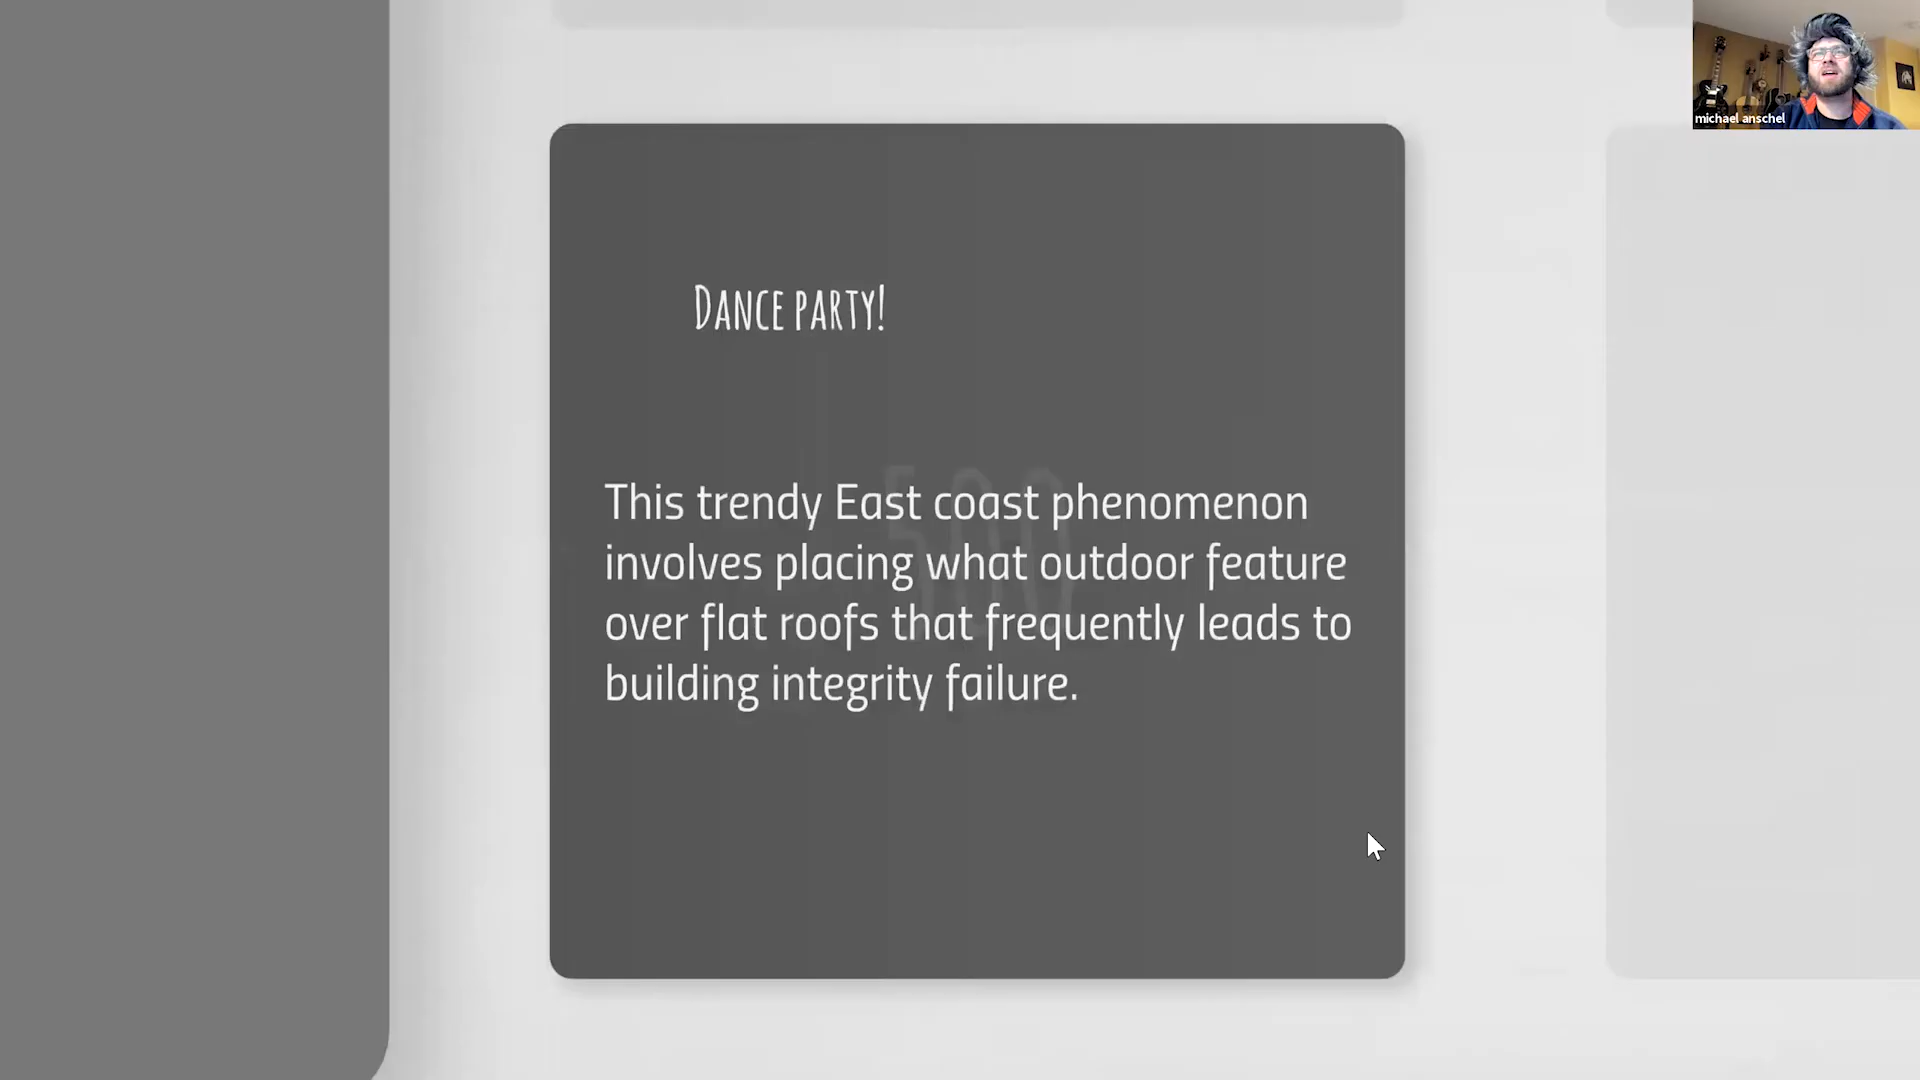 michael anschel
DANCE PARTY!
500
This trendy East coast phenomenon
involves placing what outdoor feature
over flat roofs that frequently leads to
building integrity failure.